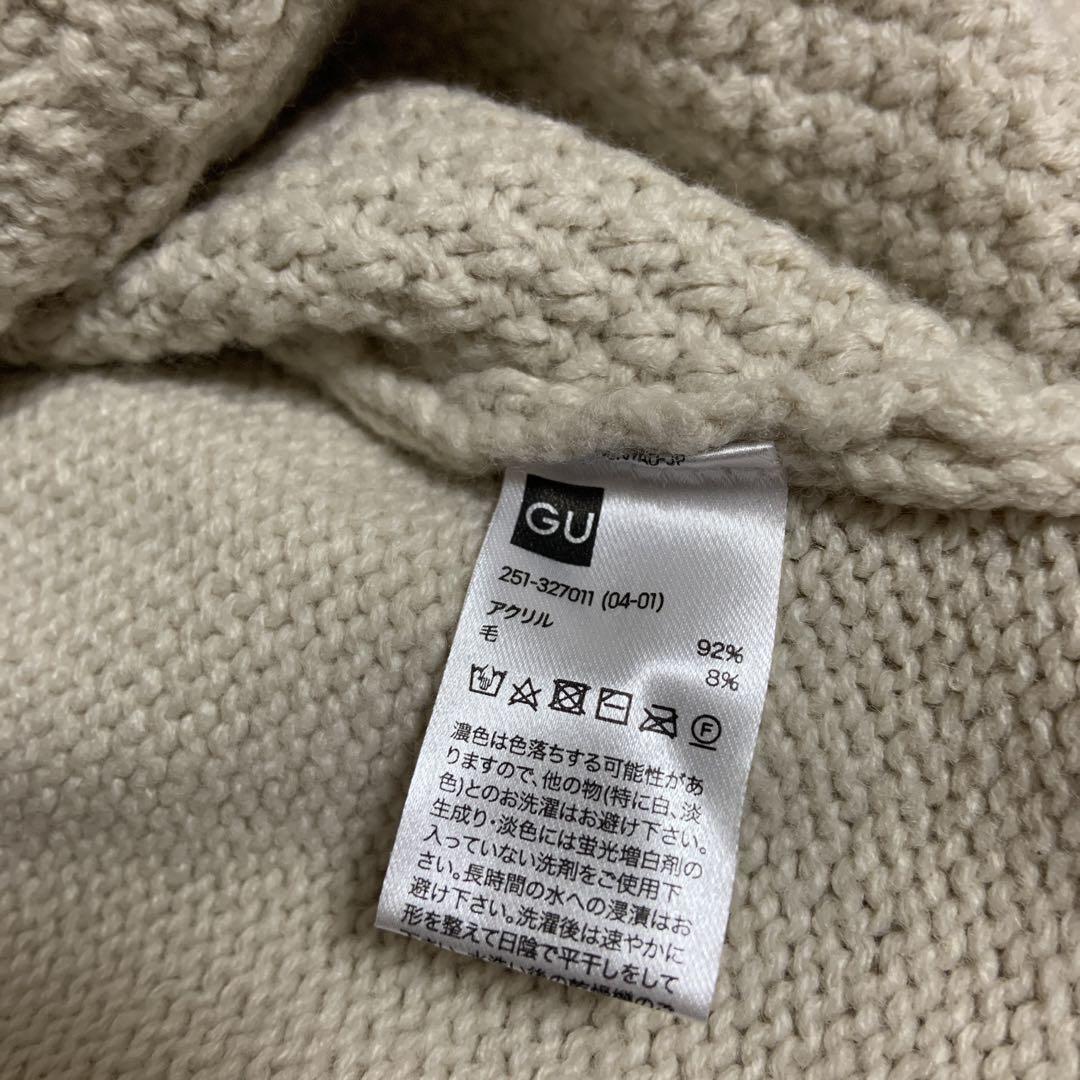 GU
251-327011 (04-01)
アクリル 92%
毛 8%
F
濃色は色落ちする可能性があ
りますので、他の物(特に白、淡
色)とのお洗濯はお避け下さい。
生成り・淡色には蛍光増白剤の
入っていない洗剤をご使用下
さい。長時間の水への浸漬はお
避け下さい。洗濯後は速やかに
形を整えて日陰で平干しをして